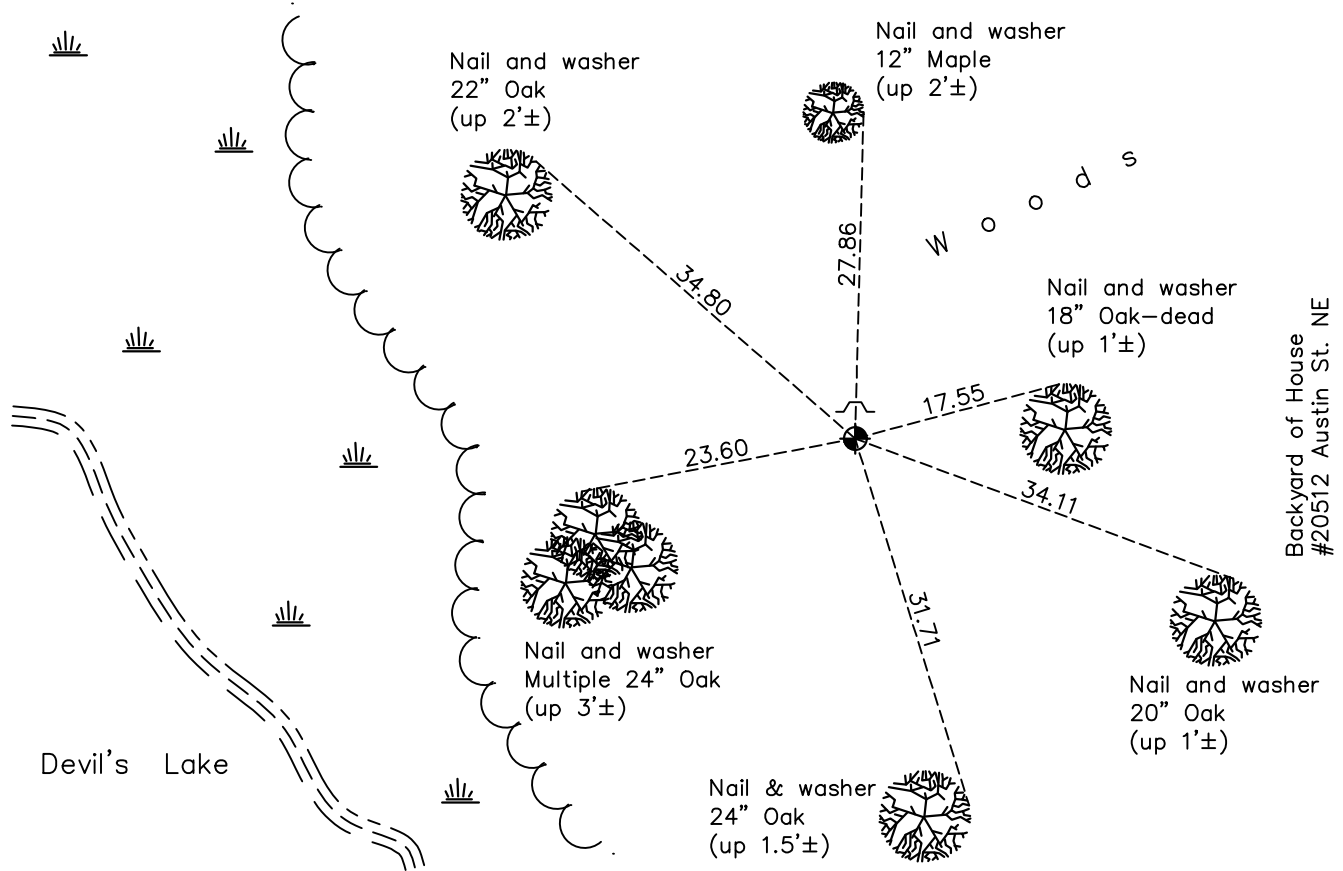 Nail and washer
12" Maple
(up 2'±)
Nail and washer
22" Oak
(up 2'±)
Woods
27.86
34.80
Nail and washer
18" Oak-dead
(up 1'±)
Backyard of House
#20512 Austin St. NE
17.55
23.60
34.11
31.71
Nail and washer
Multiple 24" Oak
(up 3'±)
Nail and washer
20" Oak
(up 1'±)
Devil's Lake
Nail & washer
24" Oak
(up 1.5'±)